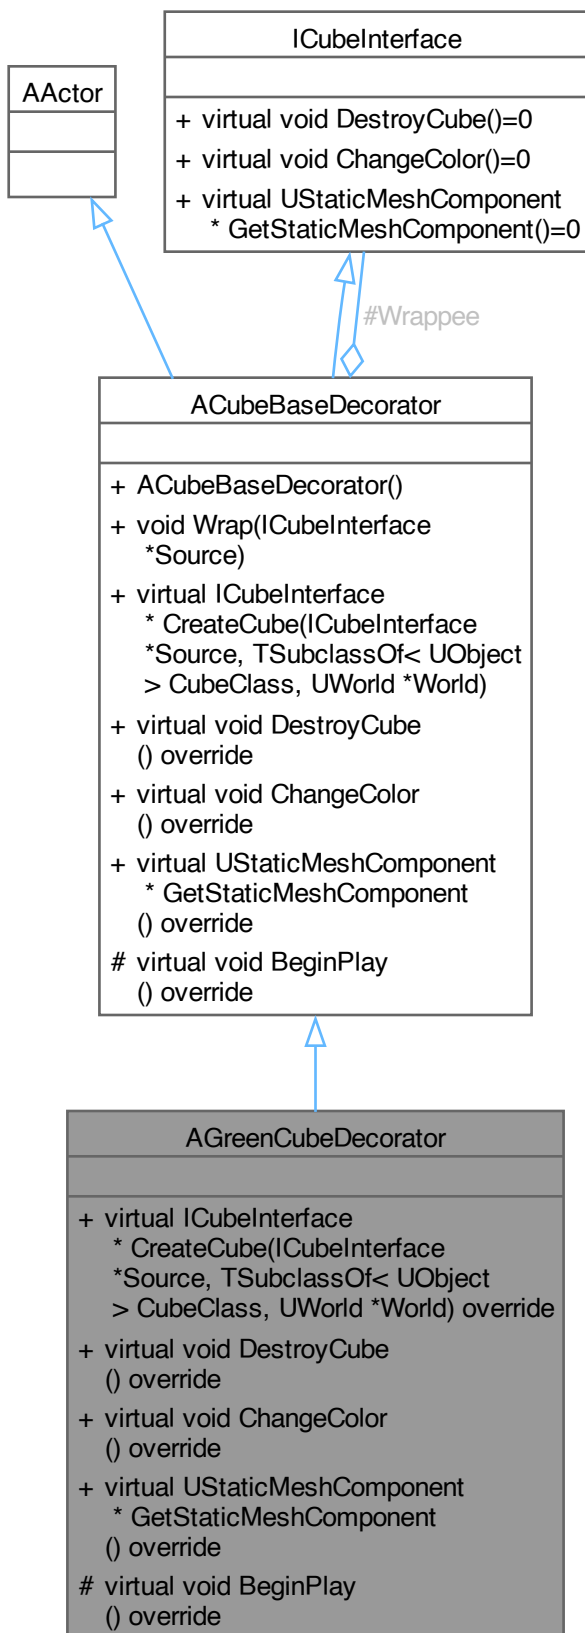 ICubeInterface
AActor
+ virtual void DestroyCube()=0
+ virtual void ChangeColor()=0
+ virtual UStaticMeshComponent
* GetStaticMeshComponent()=0
#Wrappee
ACubeBaseDecorator
+ ACubeBaseDecorator()
+ void Wrap(ICubeInterface
*Source)
+ virtual ICubeInterface
* CreateCube(ICubeInterface
*Source, TSubclassOf< UObject
> CubeClass, UWorld *World)
+ virtual void DestroyCube
() override
+ virtual void ChangeColor
() override
+ virtual UStaticMeshComponent
* GetStaticMeshComponent
() override
# virtual void BeginPlay
() override
AGreenCubeDecorator
+ virtual ICubeInterface
* CreateCube(ICubeInterface
*Source, TSubclassOf< UObject
> CubeClass, UWorld *World) override
+ virtual void DestroyCube
() override
+ virtual void ChangeColor
() override
+ virtual UStaticMeshComponent
* GetStaticMeshComponent
() override
# virtual void BeginPlay
() override